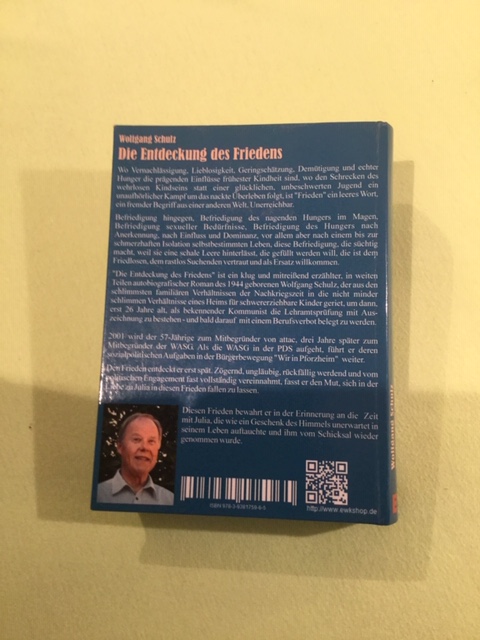 Wolfgang Schulz
Die Entdeckung des Friedens
Wo Vernachlässigung, Lieblosigkeit, Geringschätzung, Demütigung und echter
Hunger die prägenden Einflüsse frühester Kindheit sind, wo den Schrecken des
wehrlosen Kindseins statt einer glücklichen, unbeschwerten Jugend ein
unaufhörlicher Kampf um das nackte Überleben folgt, ist "Frieden" ein leeres Wort,
ein fremder Begriff aus einer anderen Welt. Unerreichbar.
Befriedigung hingegen, Befriedigung des nagenden Hungers im Magen,
Befriedigung sexueller Bedürfnisse, Befriedigung des Hungers nach
Anerkennung, nach Einfluss und Dominanz, vor allem aber nach einem bis zur
schmerzhaften Isolation selbstbestimmten Leben, diese Befriedigung, die süchtig
macht, weil sie eine schale Leere hinterlässt, die gefüllt werden will, die ist dem
Friedlosen, dem rastlos Suchenden vertraut und als Ersatz willkommen.
"Die Entdeckung des Friedens" ist ein klug und mitreißend erzählter, in weiten
Teilen autobiografischer Roman des 1944 geborenen Wolfgang Schulz, der aus den
schlimmsten familiären Verhältnissen der Nachkriegszeit in die nicht minder
schlimmen Verhältnisse eines Heims für schwererziehbare Kinder geriet, um dann,
erst 26 Jahre alt, als bekennender Kommunist die Lehramtsprüfung mit Aus-
zeichnung zu bestehen - und bald darauf mit einem Berufsverbot belegt zu werden.
2001 wird der 57-Jährige zum Mitbegründer von attac, drei Jahre später zum
Mitbegründer der WASG. Als die WASG in der PDS aufgeht, führt er deren
sozialpolitischen Aufgaben in der Bürgerbewegung "Wir in Pforzheim" weiter.
Den Frieden entdeckt er erst spät. Zögernd, ungläubig, rückfällig werdend und vom
politischen Engagement fast vollständig vereinnahmt, fasst er den Mut, sich in der
Liebe zu Julia in diesen Frieden fallen zu lassen.
Diesen Frieden bewahrt er in der Erinnerung an die Zeit
mit Julia, die wie ein Geschenk des Himmels unerwartet in
seinem Leben auftauchte und ihm vom Schicksal wieder
genommen wurde.
http://www.ewkshop.de
Wolfgang Schulz